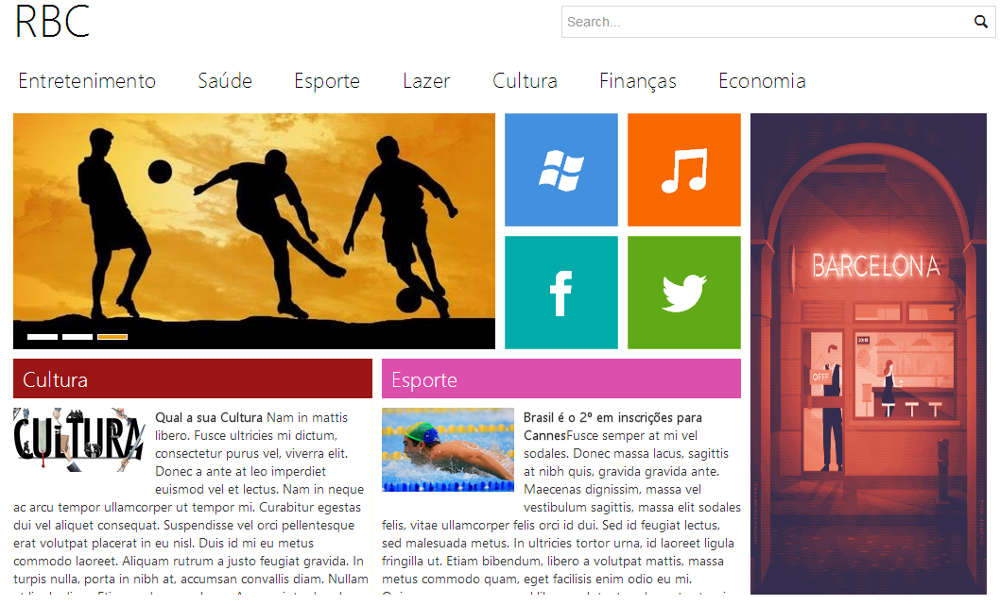 RBC
Search...
Entretenimento Saúde Esporte Lazer Cultura Finanças Economia
BARCELONA
OFFF
Cultura
CULTURA
Qual a sua Cultura Nam in mattis
libero. Fusce ultricies mi dictum,
consectetur purus vel, viverra elit.
Donec a ante at leo imperdiet
euismod vel et lectus. Nam in neque
ac arcu tempor ullamcorper ut tempor mi. Curabitur egestas
dui vel aliquet consequat. Suspendisse vel orci pellentesque
erat volutpat placerat in eu nisl. Duis id mi eu metus
commodo laoreet. Aliquam rutrum a justo feugiat gravida. In
turpis nulla, porta in nibh at, accumsan convallis diam. Nullam
Esporte
Brasil é o 2º em inscrições para
CannesFusce semper at mi vel
sodales. Donec massa lacus, sagittis
at nibh quis, gravida gravida ante.
Maecenas dignissim, massa vel
vestibulum sagittis, massa elit sodales
felis, vitae ullamcorper felis orci id dui. Sed id feugiat lectus,
sed malesuada metus. In ultricies tortor urna, id laoreet ligula
fringilla ut. Etiam bibendum, libero a volutpat mattis, massa
metus commodo quam, eget facilisis enim odio eu mi.